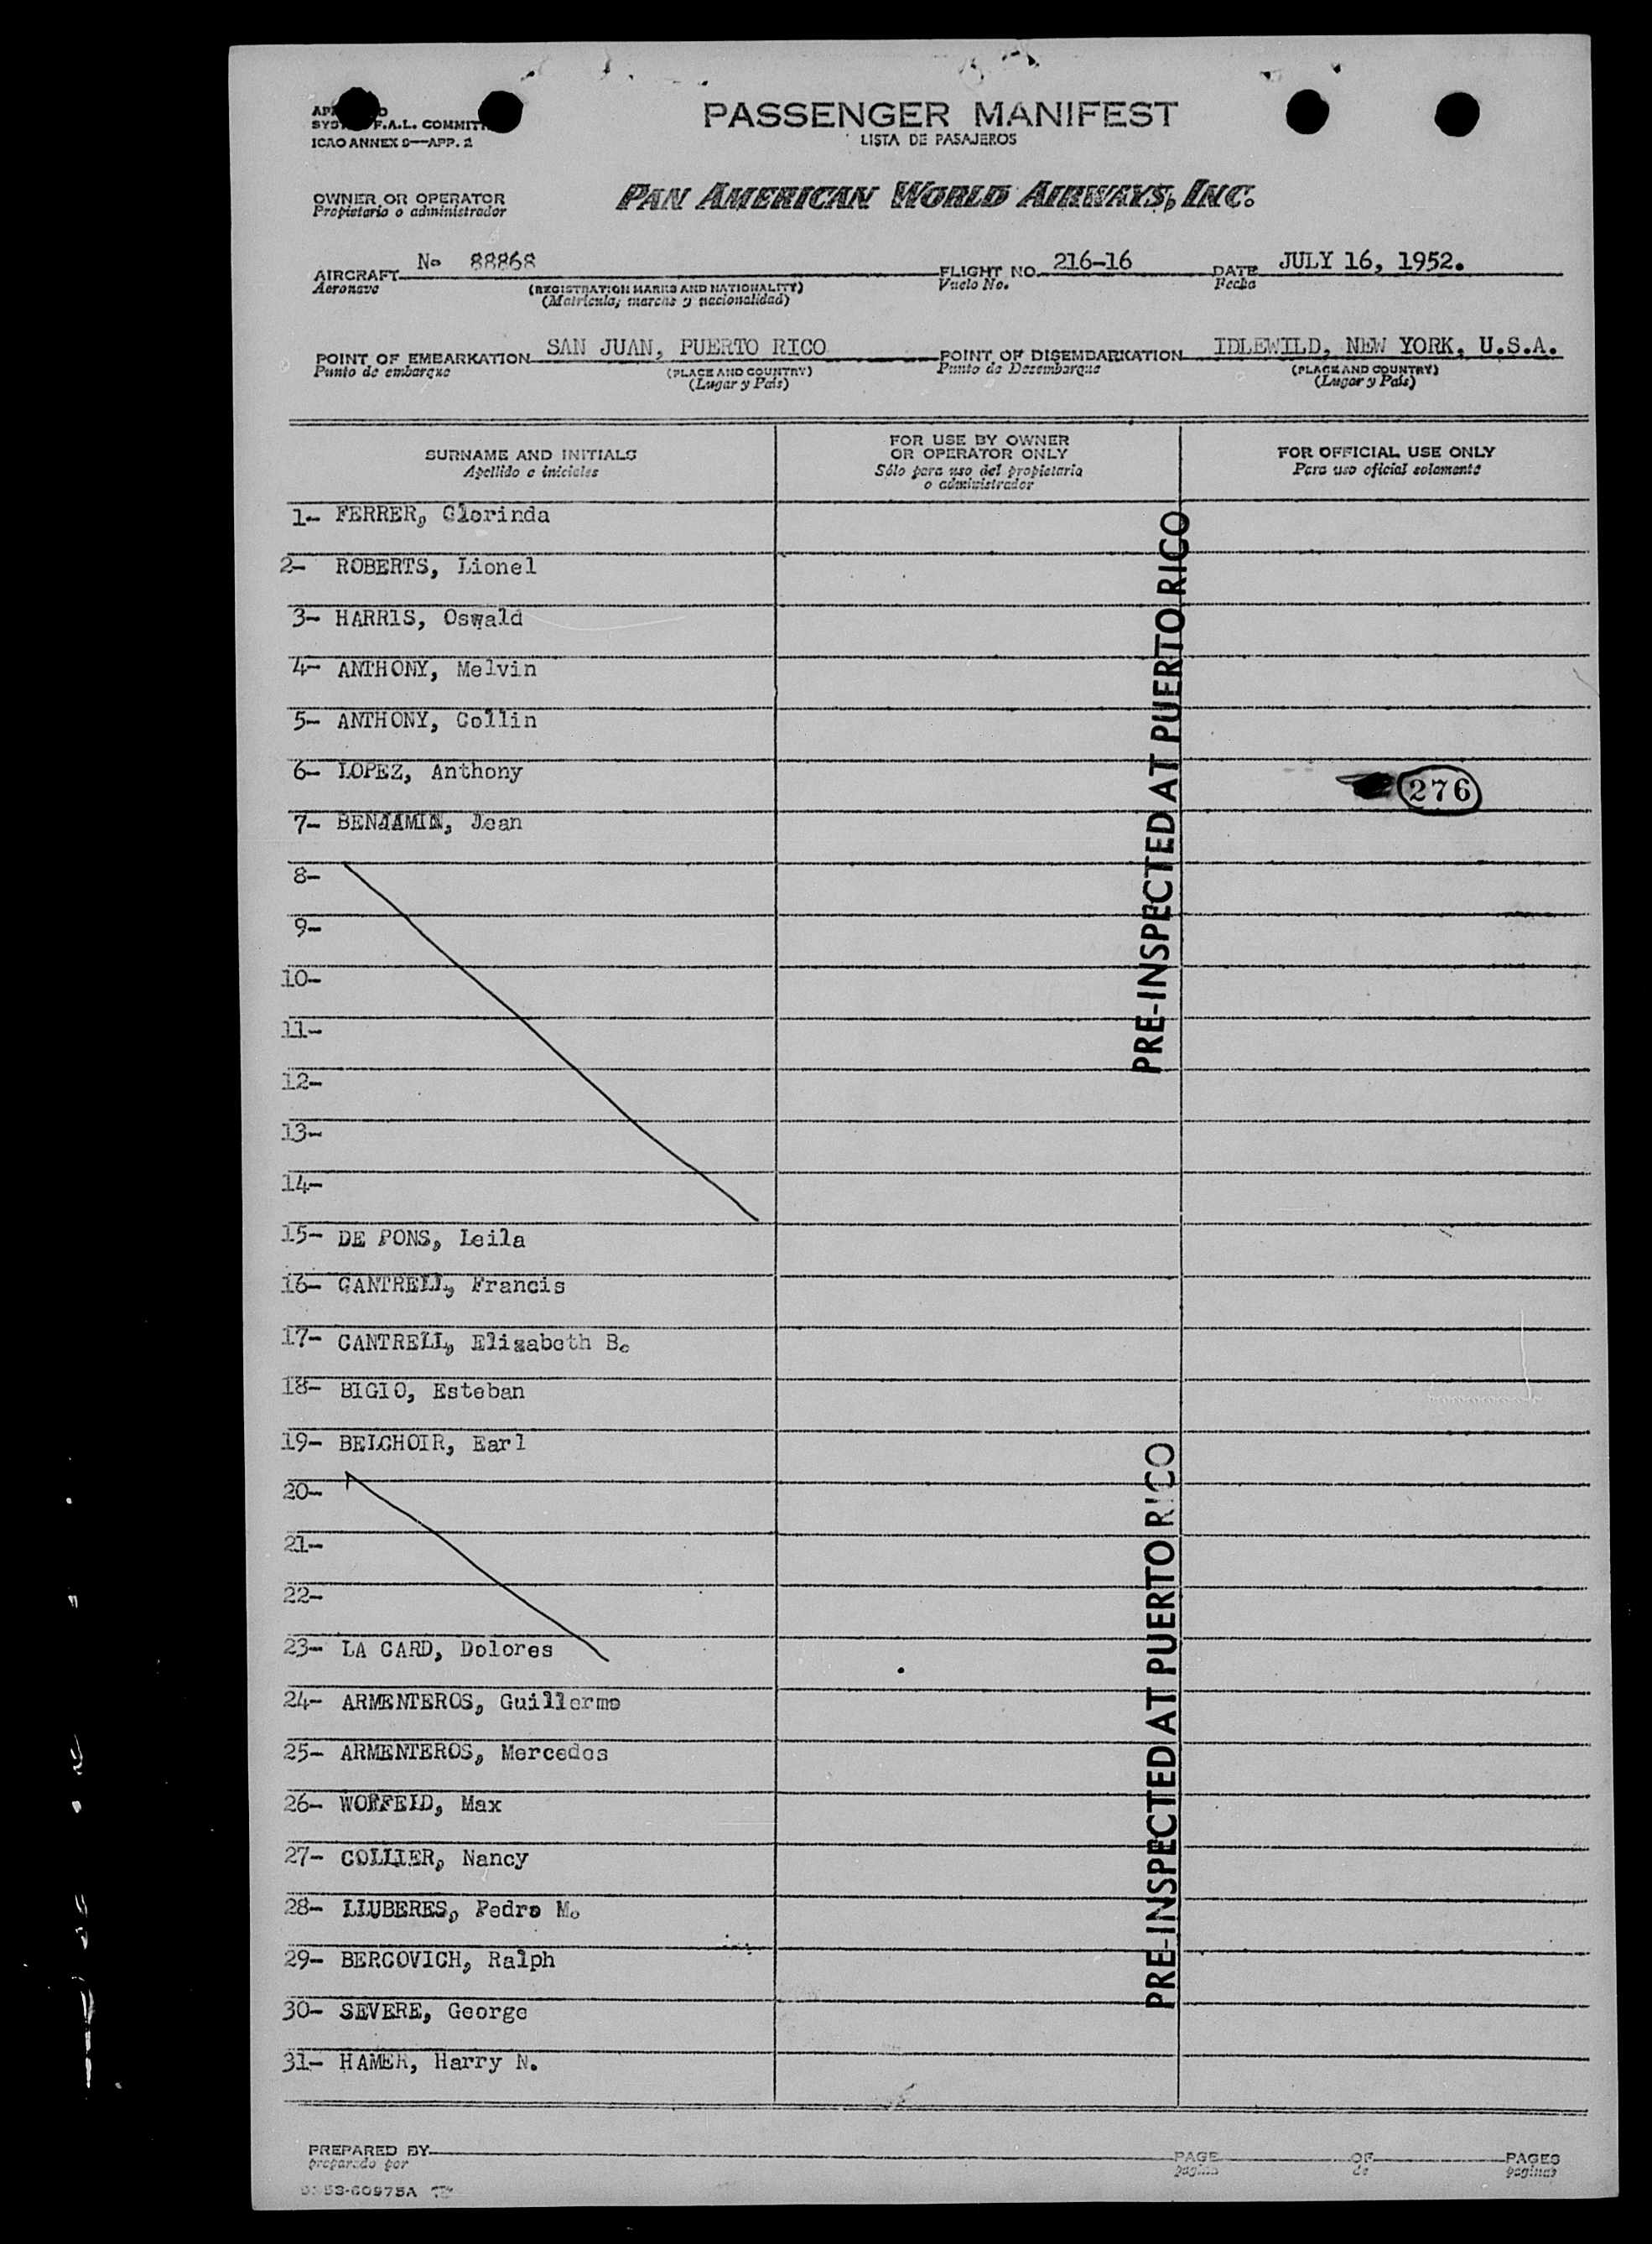 PASSENGER MANIFEST
LISTA DE PASAJEROS
F.A.L. COMMITT
ICAO ANNEX 9—APP. 2
OWNER OR OPERATOR
Propietario o administrador
PAN AMERICAN WORLD AIRWAYS, INC.
AIRCRAFT No 88868 FLIGHT NO. 216-16 DATE JULY 16, 1952.
Aeronave (REGISTRATION MARKS AND NATIONALITY) Vuelo No. Fecha
(Matrícula, marcas y nacionalidad)
POINT OF EMBARKATION SAN JUAN, PUERTO RICO POINT OF DISEMBARKATION IDLEWILD, NEW YORK, U.S.A.
Punto de embarque (PLACE AND COUNTRY) Punto de Desembarque (PLACE AND COUNTRY)
(Lugar y País) (Lugar y País)
SURNAME AND INITIALS
Apellido e iniciales
FOR USE BY OWNER
OR OPERATOR ONLY
Sólo para uso del propietario
o administrador
FOR OFFICIAL USE ONLY
Para uso oficial solamente
1- FERRER, Clorinda
2- ROBERTS, Lionel
3- HARRIS, Oswald
4- ANTHONY, Melvin
5- ANTHONY, Collin
6- LOPEZ, Anthony
276
7- BENJAMIN, Jean
8-
9-
10-
11-
12-
13-
14-
15- DE PONS, Leila
16- CANTRELL, Francis
17- CANTRELL, Elizabeth B.
18- BIGIO, Esteban
19- BELCHOIR, Earl
20-
21-
22-
23- LA CARD, Dolores
24- ARMENTEROS, Guillermo
25- ARMENTEROS, Mercedes
26- WOFFEID, Max
27- COLLIER, Nancy
28- LLUBERES, Pedro M.
29- BERCOVICH, Ralph
30- SEVERE, George
31- HAMER, Harry N.
PRE-INSPECTED AT PUERTO RICO
PRE-INSPECTED AT PUERTO RICO
PREPARED BY PAGE OF PAGES
preparado por página de páginas